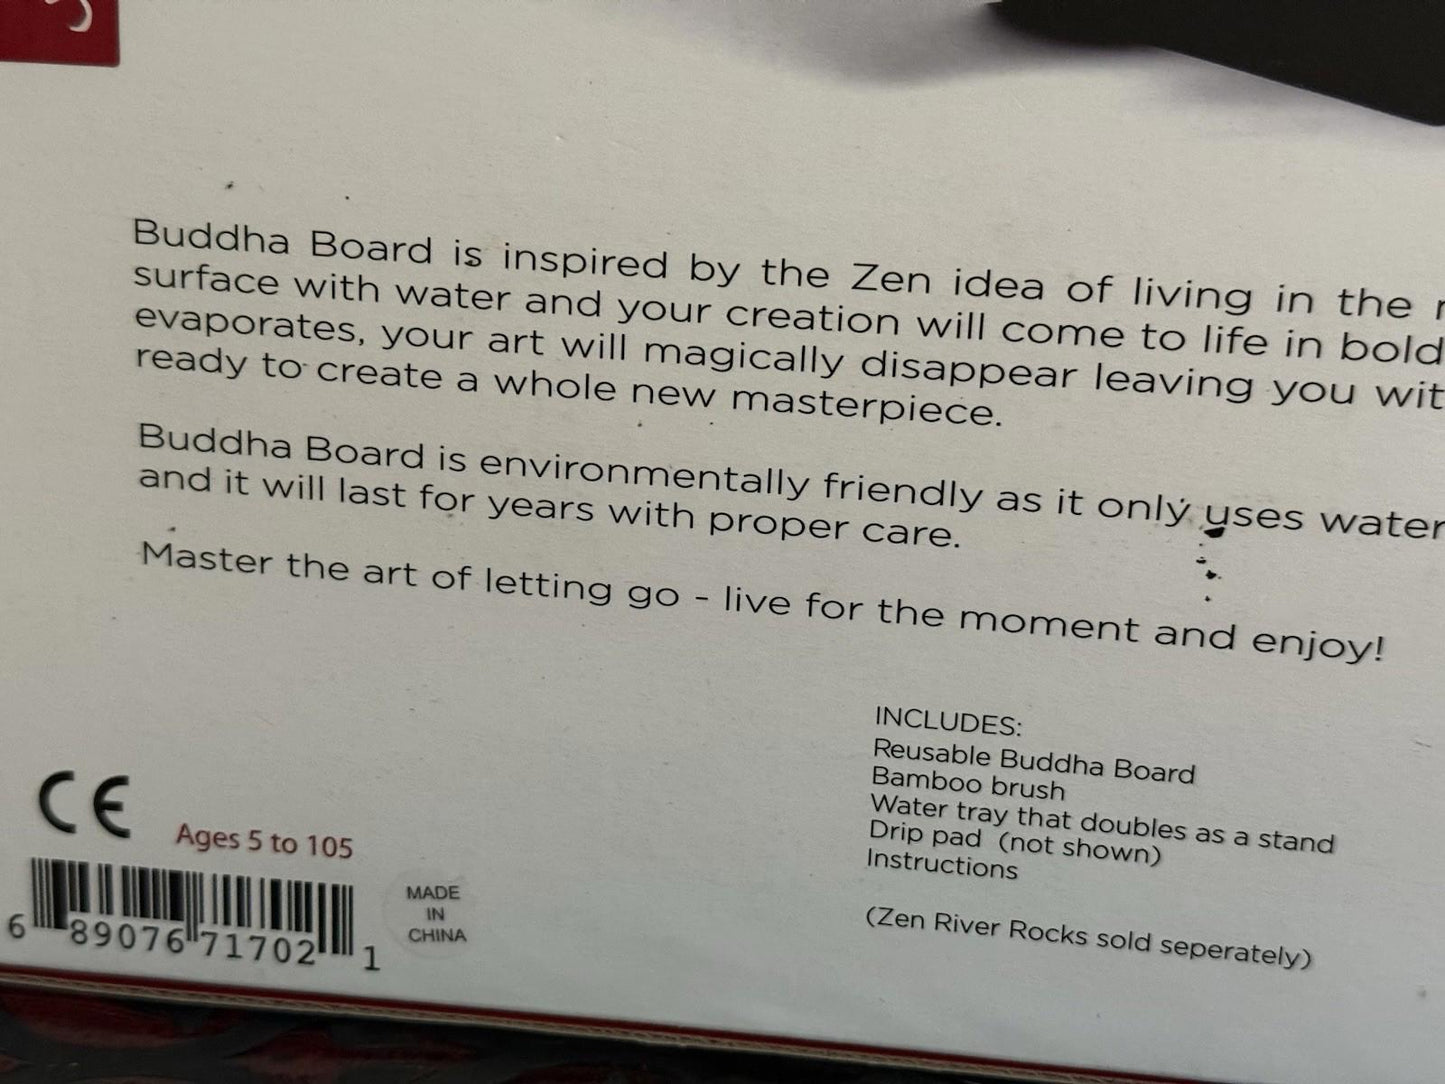 Buddha Board is inspired by the Zen idea of living in the
surface with water and your creation will come to life in bold
evaporates, your art will magically disappear leaving you
ready to create a whole new masterpiece.
Buddha Board is environmentally friendly as it only uses water
and it will last for years with proper care.
Master the art of letting go - live for the moment and enjoy!
INCLUDES:
Reusable Buddha Board
Bamboo brush
Water tray that doubles as a stand
Drip pad (not shown)
Instructions
(Zen River Rocks sold seperately)
CE
Ages 5 to 105
6 89076 71702 1
MADE
IN
CHINA